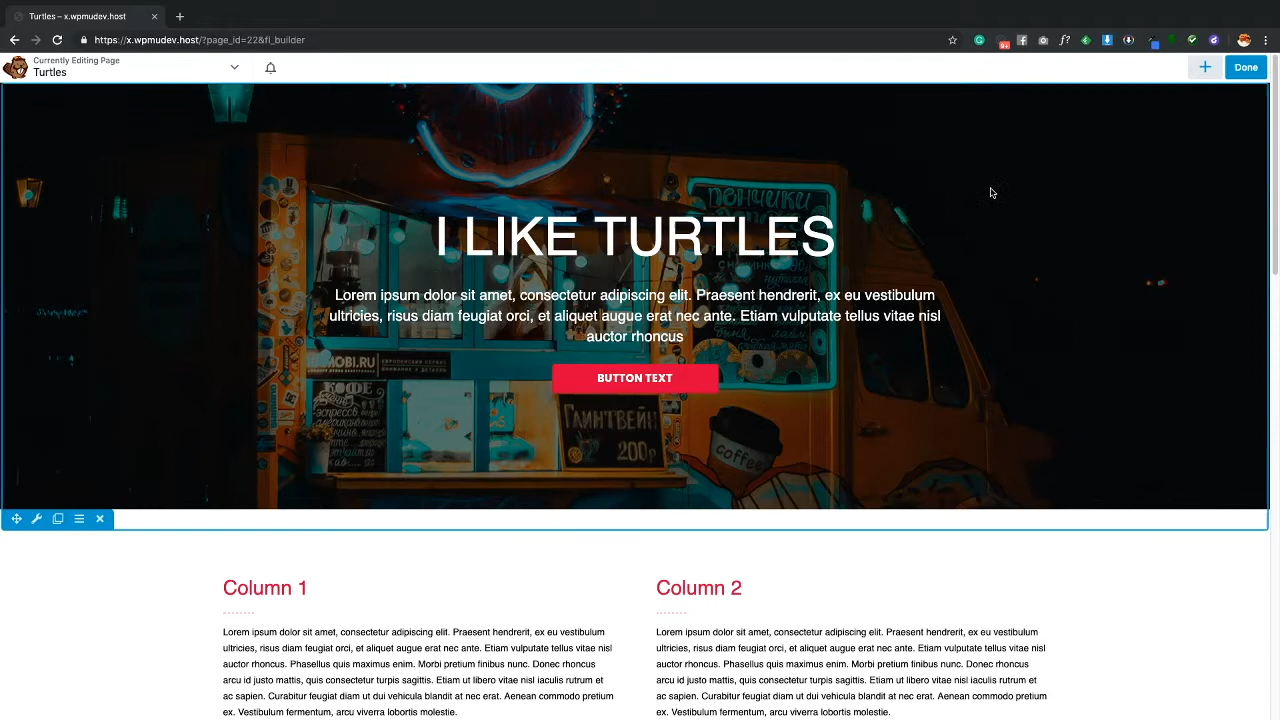 Turtles – x.wpmudev.host
https://x.wpmudev.host/?page_id=22&fl_builder
Currently Editing Page
Turtles
Done
ПОНЧИКИ
I LIKE TURTLES
Lorem ipsum dolor sit amet, consectetur adipiscing elit. Praesent hendrerit, ex eu vestibulum
ultricies, risus diam feugiat orci, et aliquet augue erat nec ante. Etiam vulputate tellus vitae nisl
auctor rhoncus
MOBI.RU
BUTTON TEXT
КОФЕ
ГЛИНТВЕЙН
200р
coffee
Column 1
Lorem ipsum dolor sit amet, consectetur adipiscing elit. Praesent hendrerit, ex eu vestibulum
ultricies, risus diam feugiat orci, et aliquet augue erat nec ante. Etiam vulputate tellus vitae nisl
auctor rhoncus. Phasellus quis maximus enim. Morbi pretium finibus nunc. Donec rhoncus
arcu id justo mattis, quis consectetur turpis sagittis. Etiam ut libero vitae nisl iaculis rutrum et
ac sapien. Curabitur feugiat diam ut dui vehicula blandit at nec erat. Aenean commodo pretium
ex. Vestibulum fermentum, arcu viverra lobortis molestie.
Column 2
Lorem ipsum dolor sit amet, consectetur adipiscing elit. Praesent hendrerit, ex eu vestibulum
ultricies, risus diam feugiat orci, et aliquet augue erat nec ante. Etiam vulputate tellus vitae nisl
auctor rhoncus. Phasellus quis maximus enim. Morbi pretium finibus nunc. Donec rhoncus
arcu id justo mattis, quis consectetur turpis sagittis. Etiam ut libero vitae nisl iaculis rutrum et
ac sapien. Curabitur feugiat diam ut dui vehicula blandit at nec erat. Aenean commodo pretium
ex. Vestibulum fermentum, arcu viverra lobortis molestie.